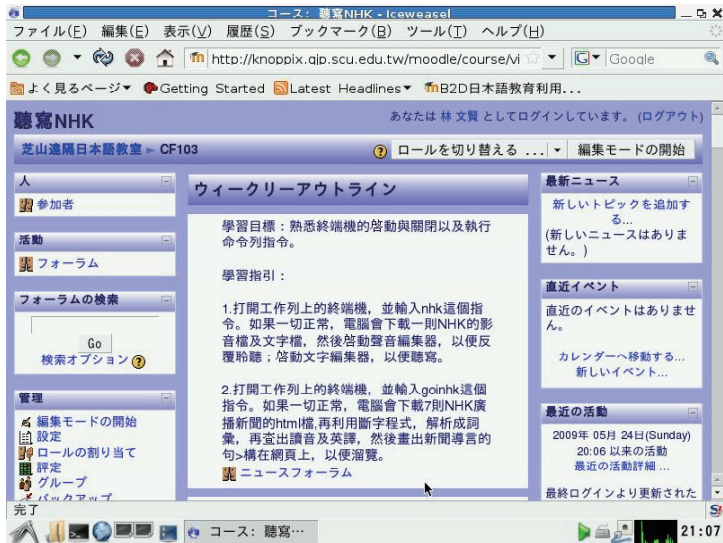 コース: 聽寫NHK - Iceweasel
ファイル(F) 編集(E) 表示(V) 履歴(S) ブックマーク(B) ツール(T) ヘルプ(H)
http://knoppix.qip.scu.edu.tw/moodle/course/vi
Google
よく見るページ Getting Started Latest Headlines B2D日本語教育利用...
聽寫NHK
あなたは 林 文賢 としてログインしています。 (ログアウト)
芝山遠隔日本語教室 ► CF103
ロールを切り替える ...
編集モードの開始
人
参加者
活動
フォーラム
フォーラムの検索
Go
検索オプション
管理
編集モードの開始
設定
ロールの割り当て
評定
グループ
バックアップ
ウィークリーアウトライン
學習目標：熟悉終端機的啓動與關閉以及執行
命令列指令。
學習指引：
1.打開工作列上的終端機，並輸入nhk這個指
令。如果一切正常，電腦會下載一則NHK的影
音檔及文字檔，然後啓動聲音編集器，以便反
覆聆聽；啓動文字編集器，以便聽寫。
2.打開工作列上的終端機，並輸入goinhk這個
指令。如果一切正常，電腦會下載7則NHK廣
播新聞的html檔,再利用斷字程式，解析成詞
彙，再查出讀音及英譯，然後畫出新聞導言的
句>構在網頁上，以便溜覽。
ニュースフォーラム
最新ニュース
新しいトピックを追加す
る...
(新しいニュースはありま
せん。)
直近イベント
直近のイベントはありませ
ん。
カレンダーへ移動する...
新しいイベント...
最近の活動
2009年 05月 24日(Sunday)
20:06 以来の活動
最近の活動詳細 ...
最終ログインより更新された
完了
コース: 聽寫…
21:07